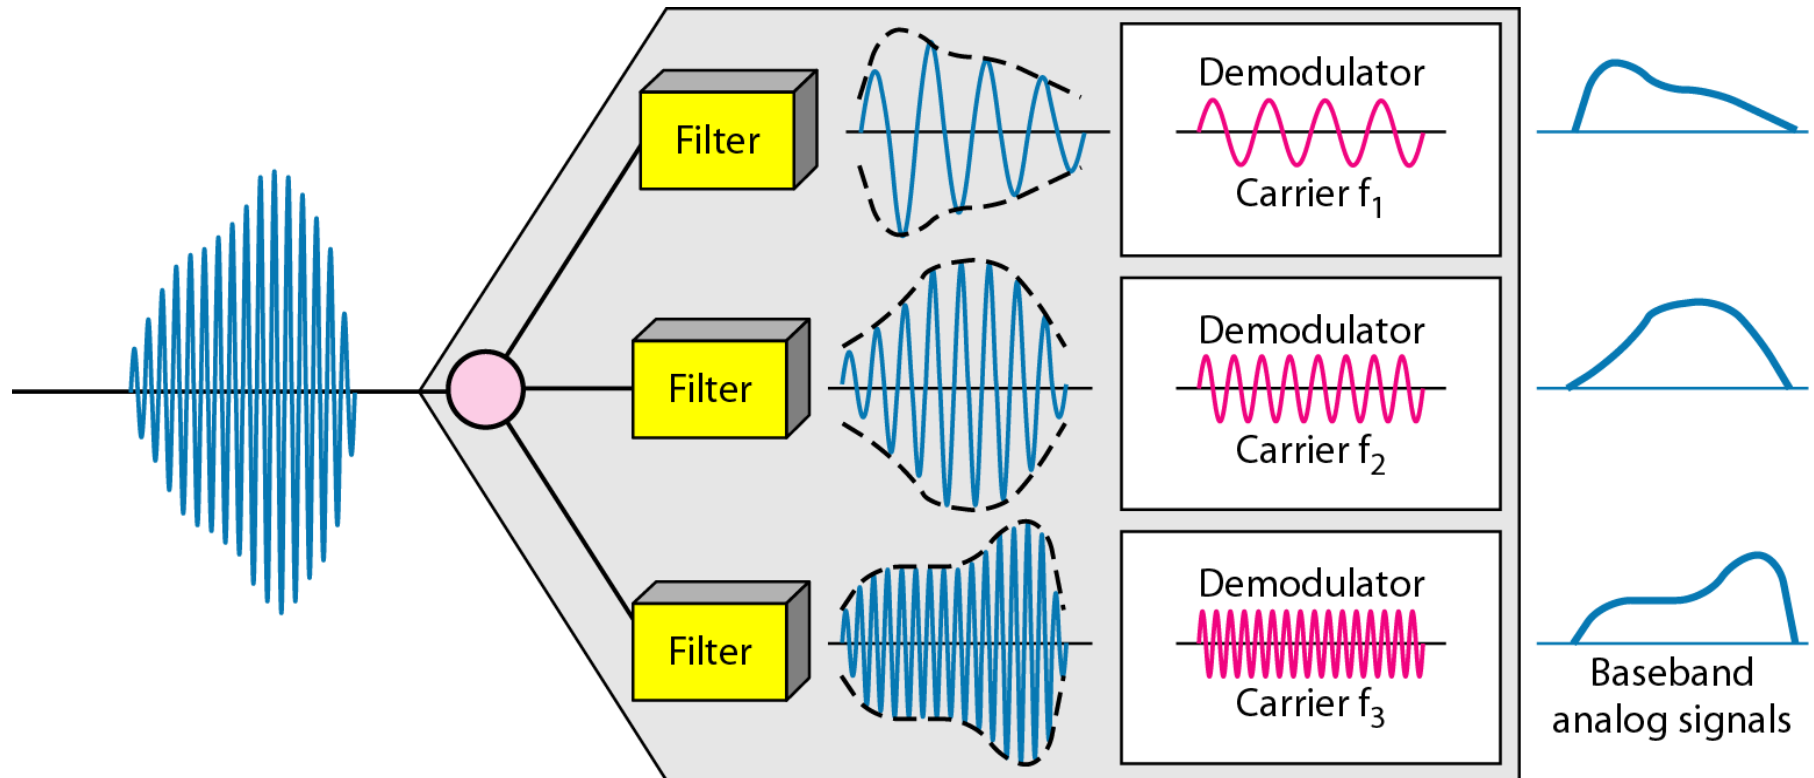 Filter
Demodulator
Carrier f₁
Filter
Demodulator
Carrier f₂
Filter
Demodulator
Carrier f₃
Baseband
analog signals